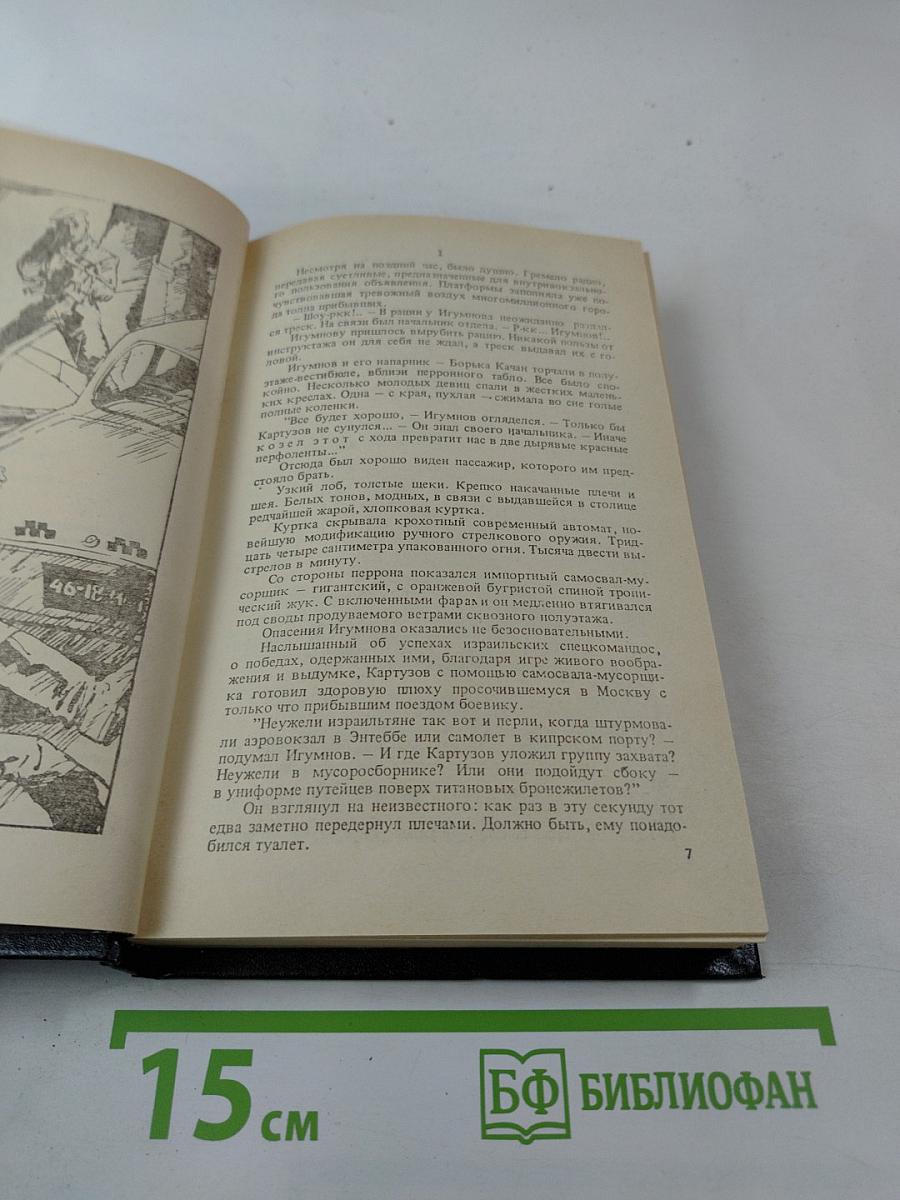 46-18
1
Несмотря на поздний час, было душно. Гремело радио,
передавая суетливые, предназначенные для внутривокзально-
го пользования объявления. Платформы заполняла уже по-
чувствовавшая тревожный воздух многомиллионного горо-
да толпа прибывших.
— Шоу-ркк!.. — В рации у Игумнова неожиданно раздал-
ся треск. На связи был начальник отдела. — Р-кк... Игумнов!..
Игумнову пришлось вырубить рацию. Никакой пользы от
инструктажа он для себя не ждал, а треск выдавал их с го-
ловой.
Игумнов и его напарник — Борька Качан торчали в полу-
этаже-вестибюле, вблизи перронного табло. Все было спо-
койно. Несколько молодых девиц спали в жестких малень-
ких креслах. Одна — с края, пухлая — сжимала во сне голые
полные коленки.
"Все будет хорошо, — Игумнов огляделся. — Только бы
Картузов не сунулся... — Он знал своего начальника. — Иначе
к о з е л э т о т с хода превратит нас в две дырявые красные
перфоленты..."
Отсюда был хорошо виден пассажир, которого им пред-
стояло брать.
Узкий лоб, толстые щеки. Крепко накачанные плечи и
шея. Белых тонов, модных, в связи с выдавшейся в столице
редчайшей жарой, хлопковая куртка.
Куртка скрывала крохотный современный автомат, но-
вейшую модификацию ручного стрелкового оружия. Трид-
цать четыре сантиметра упакованного огня. Тысяча двести вы-
стрелов в минуту.
Со стороны перрона показался импортный самосвал-му-
сорщик — гигантский, с оранжевой бугристой спиной тропи-
ческий жук. С включенными фарами он медленно втягивался
под своды продуваемого ветрами сквозного полуэтажа.
Опасения Игумнова оказались не безосновательными.
Наслышанный об успехах израильских спецкомандос,
о победах, одержанных ими, благодаря игре живого вообра-
жения и выдумке, Картузов с помощью самосвала-мусорщи-
ка готовил здоровую плюху просочившемуся в Москву с
только что прибывшим поездом боевику.
"Неужели израильтяне так вот и перли, когда штурмова-
ли аэровокзал в Энтеббе или самолет в кипрском порту? —
подумал Игумнов. — И где Картузов уложил группу захвата?
Неужели в мусоросборнике? Или они подойдут сбоку —
в униформе путейцев поверх титановых бронежилетов?"
Он взглянул на неизвестного: как раз в эту секунду тот
едва заметно передернул плечами. Должно быть, ему понадо-
бился туалет.
7
15 см
БФ БИБЛИОФАН